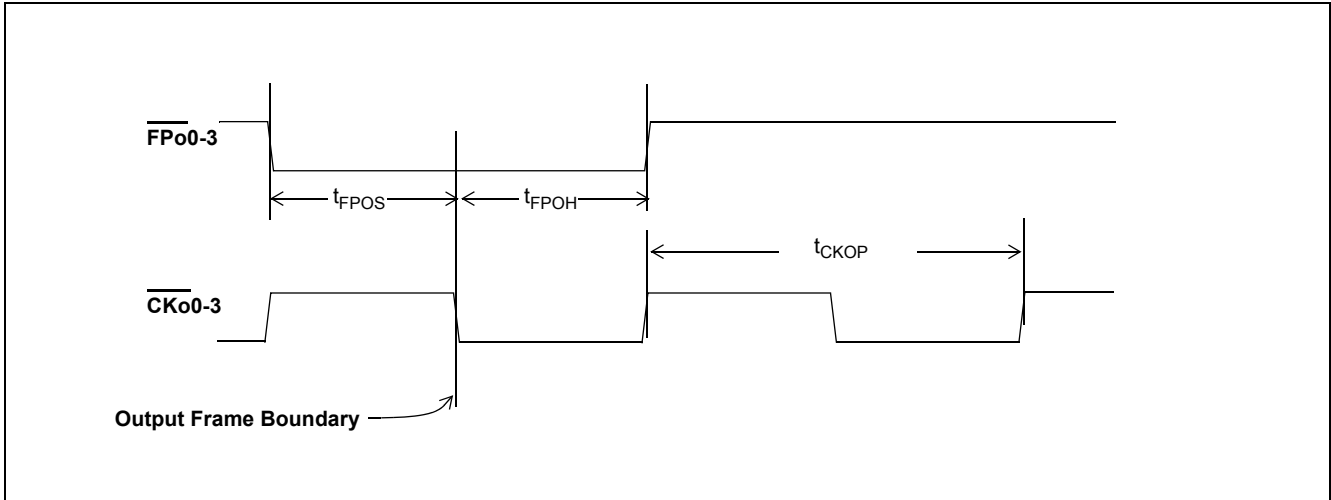 FPo0-3
tFPOS
tFPOH
tCKOP
CKo0-3
Output Frame Boundary